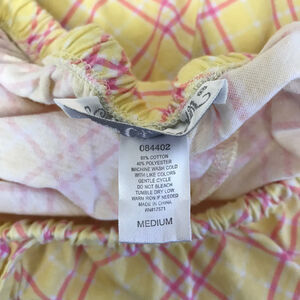 084402
60% COTTON
40% POLYESTER
MACHINE WASH COLD
WITH LIKE COLORS
GENTLE CYCLE
DO NOT BLEACH
TUMBLE DRY LOW
WARM IRON IF NEEDED
MADE IN CHINA
MEDIUM